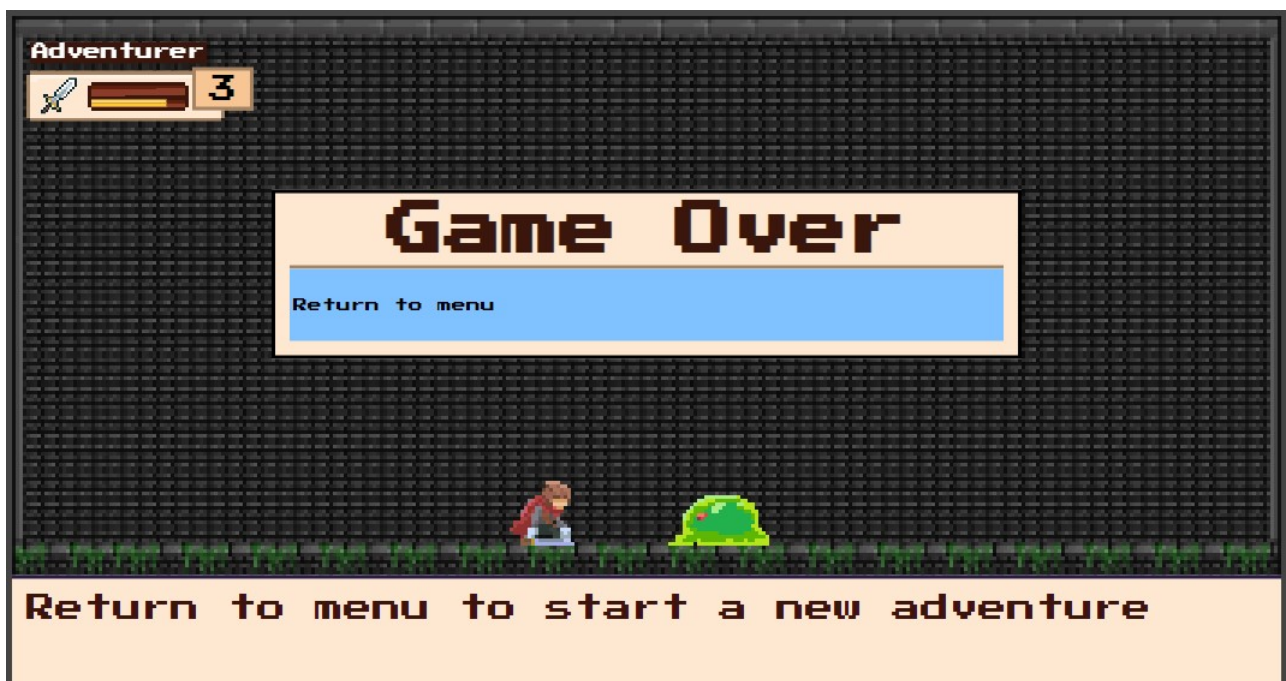 Adventurer
3
Game Over
Return to menu
Return to menu to start a new adventure